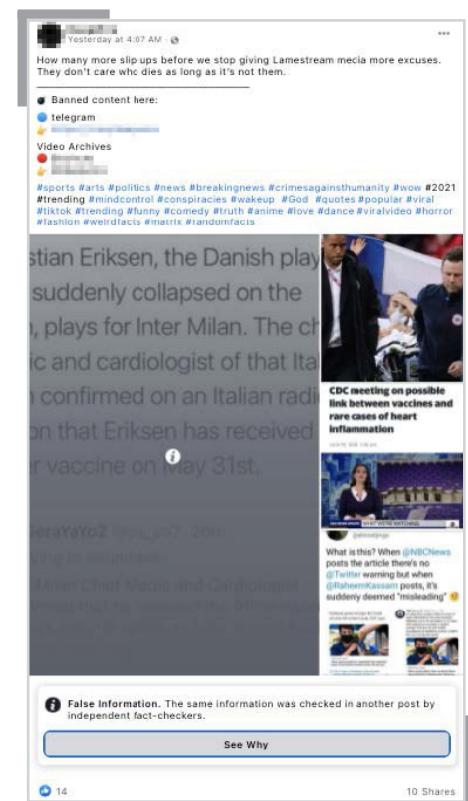 Yesterday at 4:07 AM ·
How many more slip ups before we stop giving Lamestream mecia more excuses.
They don't care whc dies as long as it's not them.
Banned content here:
telegram
Video Archives
#sports #arts #politics #news #breakingnews #crimesagainsthumanity #wow #2021
#trending #mindcontrol #conspiracies #wakeup #God #quotes #popular #viral
#tiktok #trending #funny #comedy #truth #anime #love #dance #viralvideo #horror
#fashion #weirdfacts #matrix #randomfacts
stian Eriksen, the Danish play
suddenly collapsed on the
, plays for Inter Milan. The ch
ic and cardiologist of that Ita
confirmed on an Italian radi
on that Eriksen has received
r vaccine on May 31st.
CDC meeting on possible
link between vaccines and
rare cases of heart
inflammation
WHAT WE'RE WATCHING
What is this? When @NBCNews
posts the article there's no
@Twitter warning but when
@RaheemKassam posts, it's
suddenly deemed "misleading"
False Information. The same information was checked in another post by
independent fact-checkers.
See Why
14
10 Shares